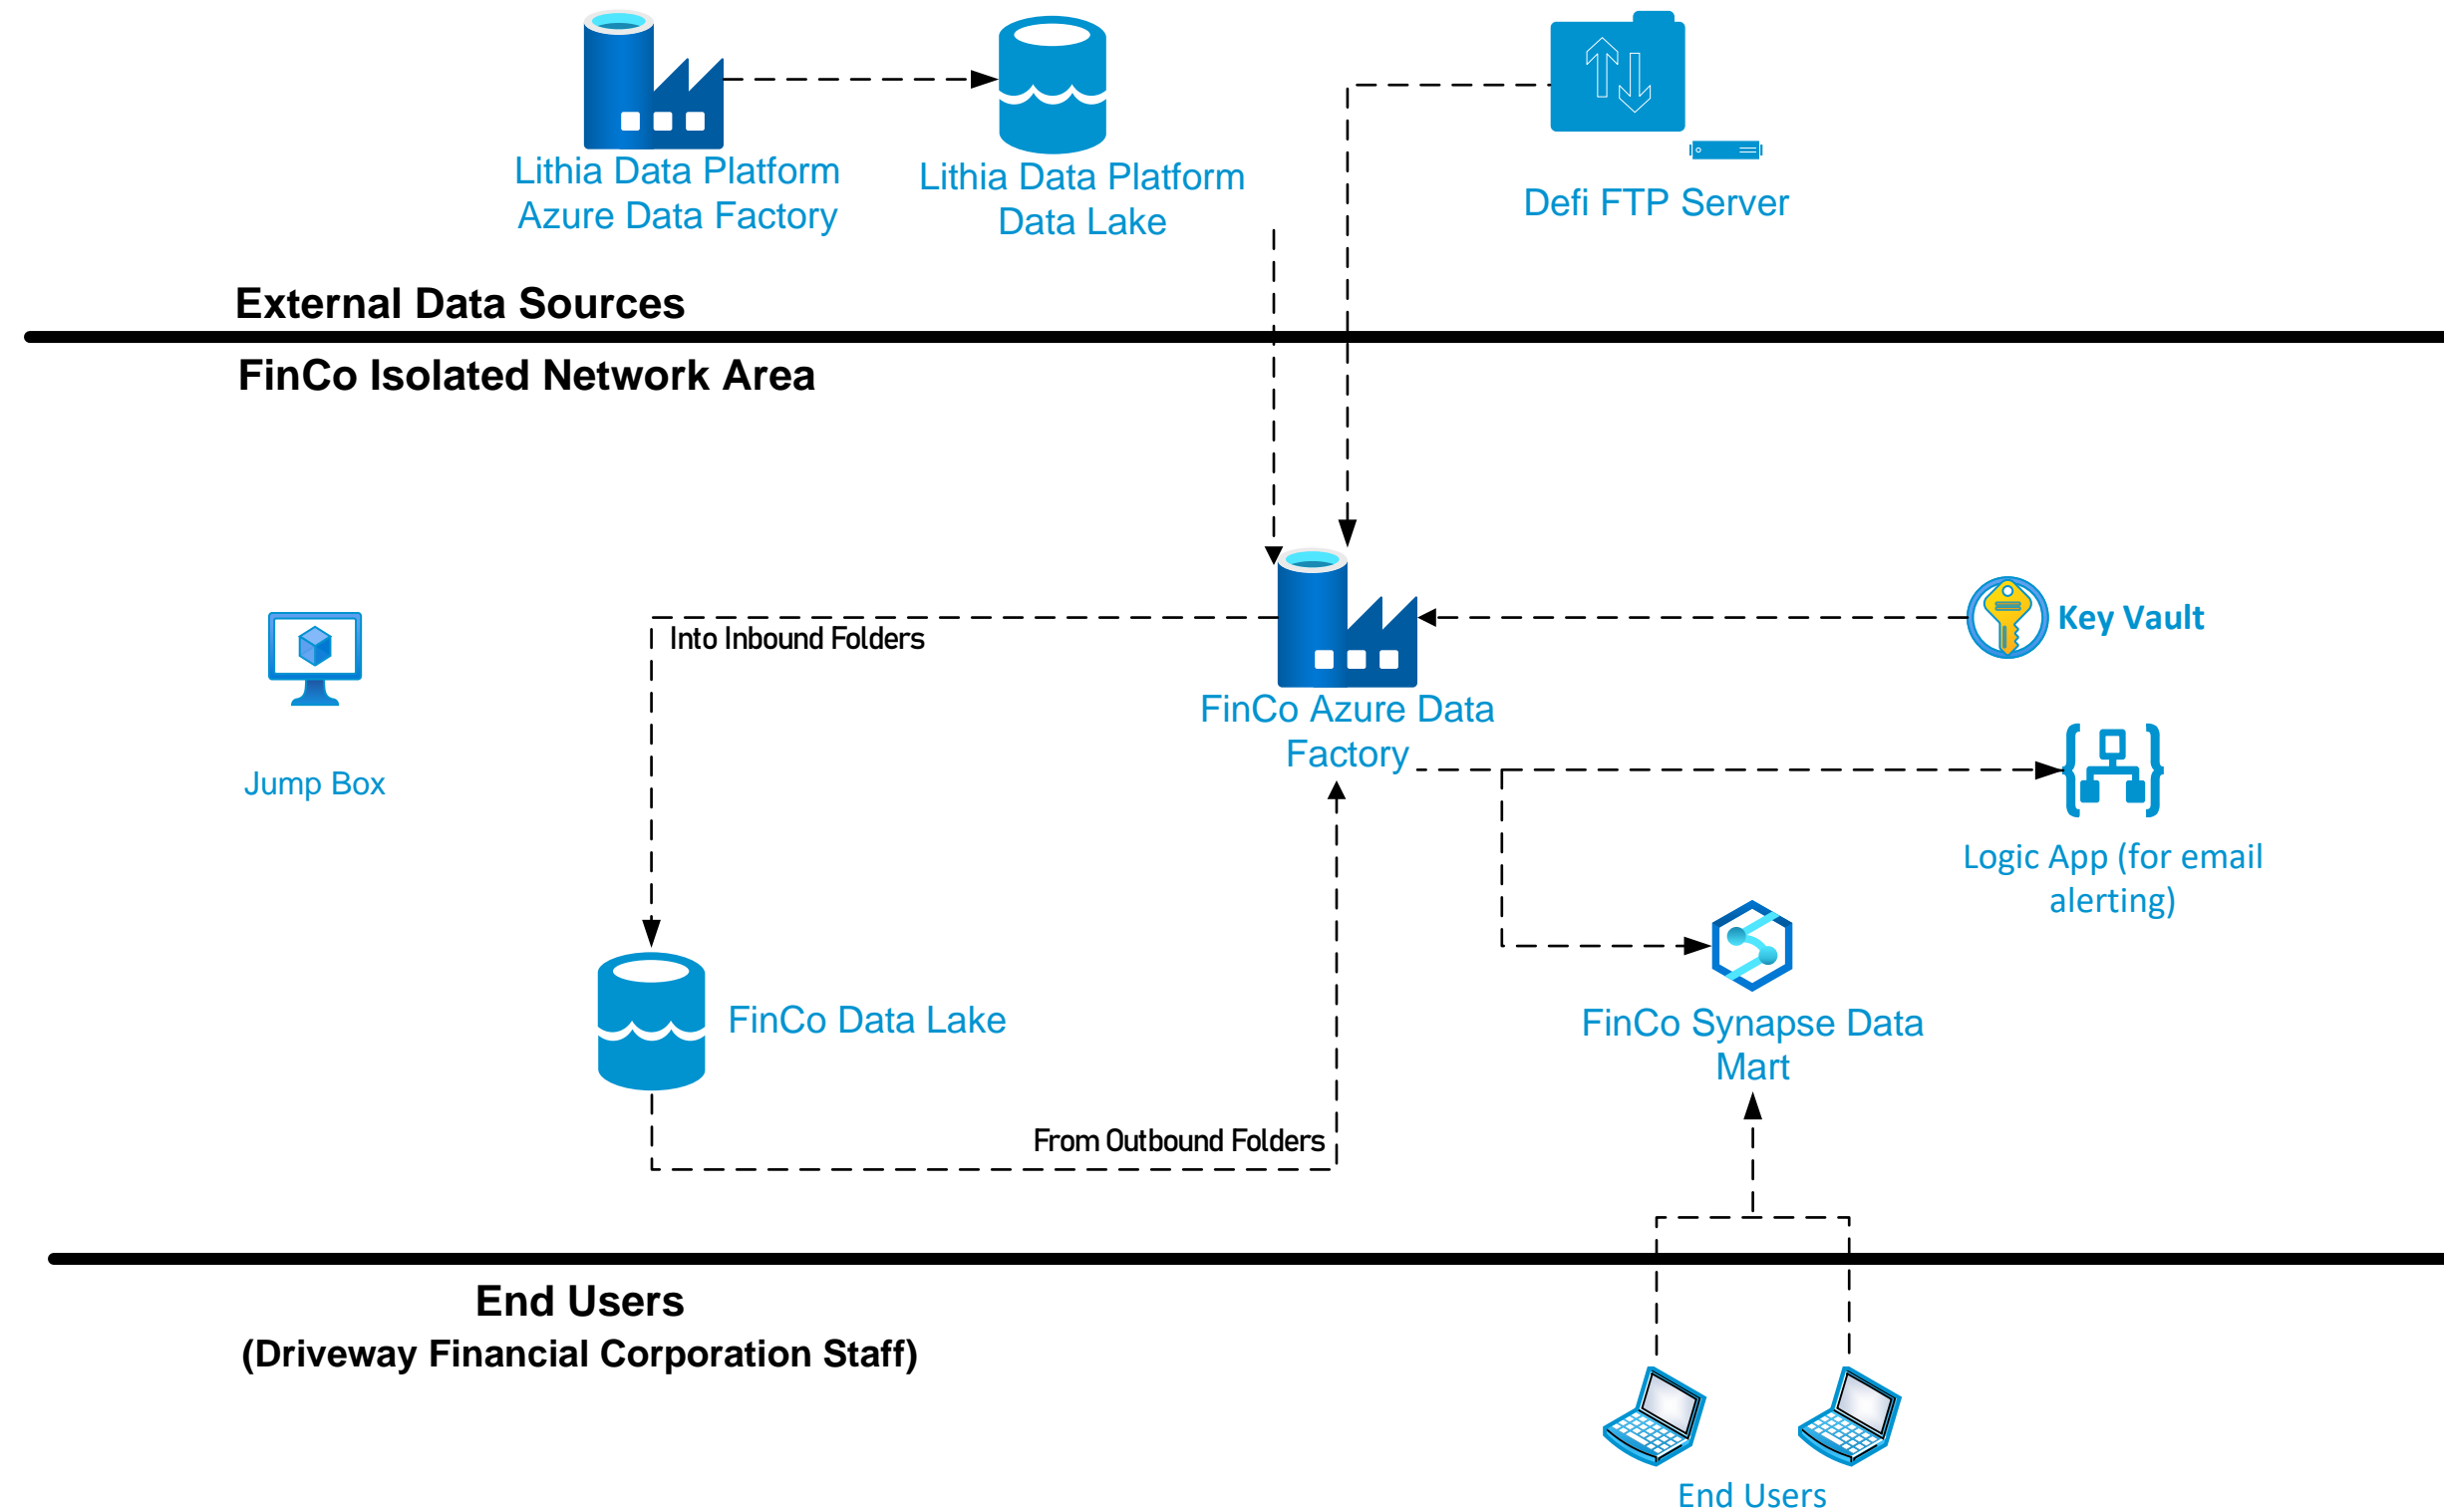 Lithia Data Platform
Azure Data Factory
Lithia Data Platform
Data Lake
Defi FTP Server
External Data Sources
FinCo Isolated Network Area
Into Inbound Folders
Key Vault
FinCo Azure Data
Factory
Jump Box
Logic App (for email
alerting)
FinCo Data Lake
FinCo Synapse Data
Mart
From Outbound Folders
End Users
(Driveway Financial Corporation Staff)
End Users